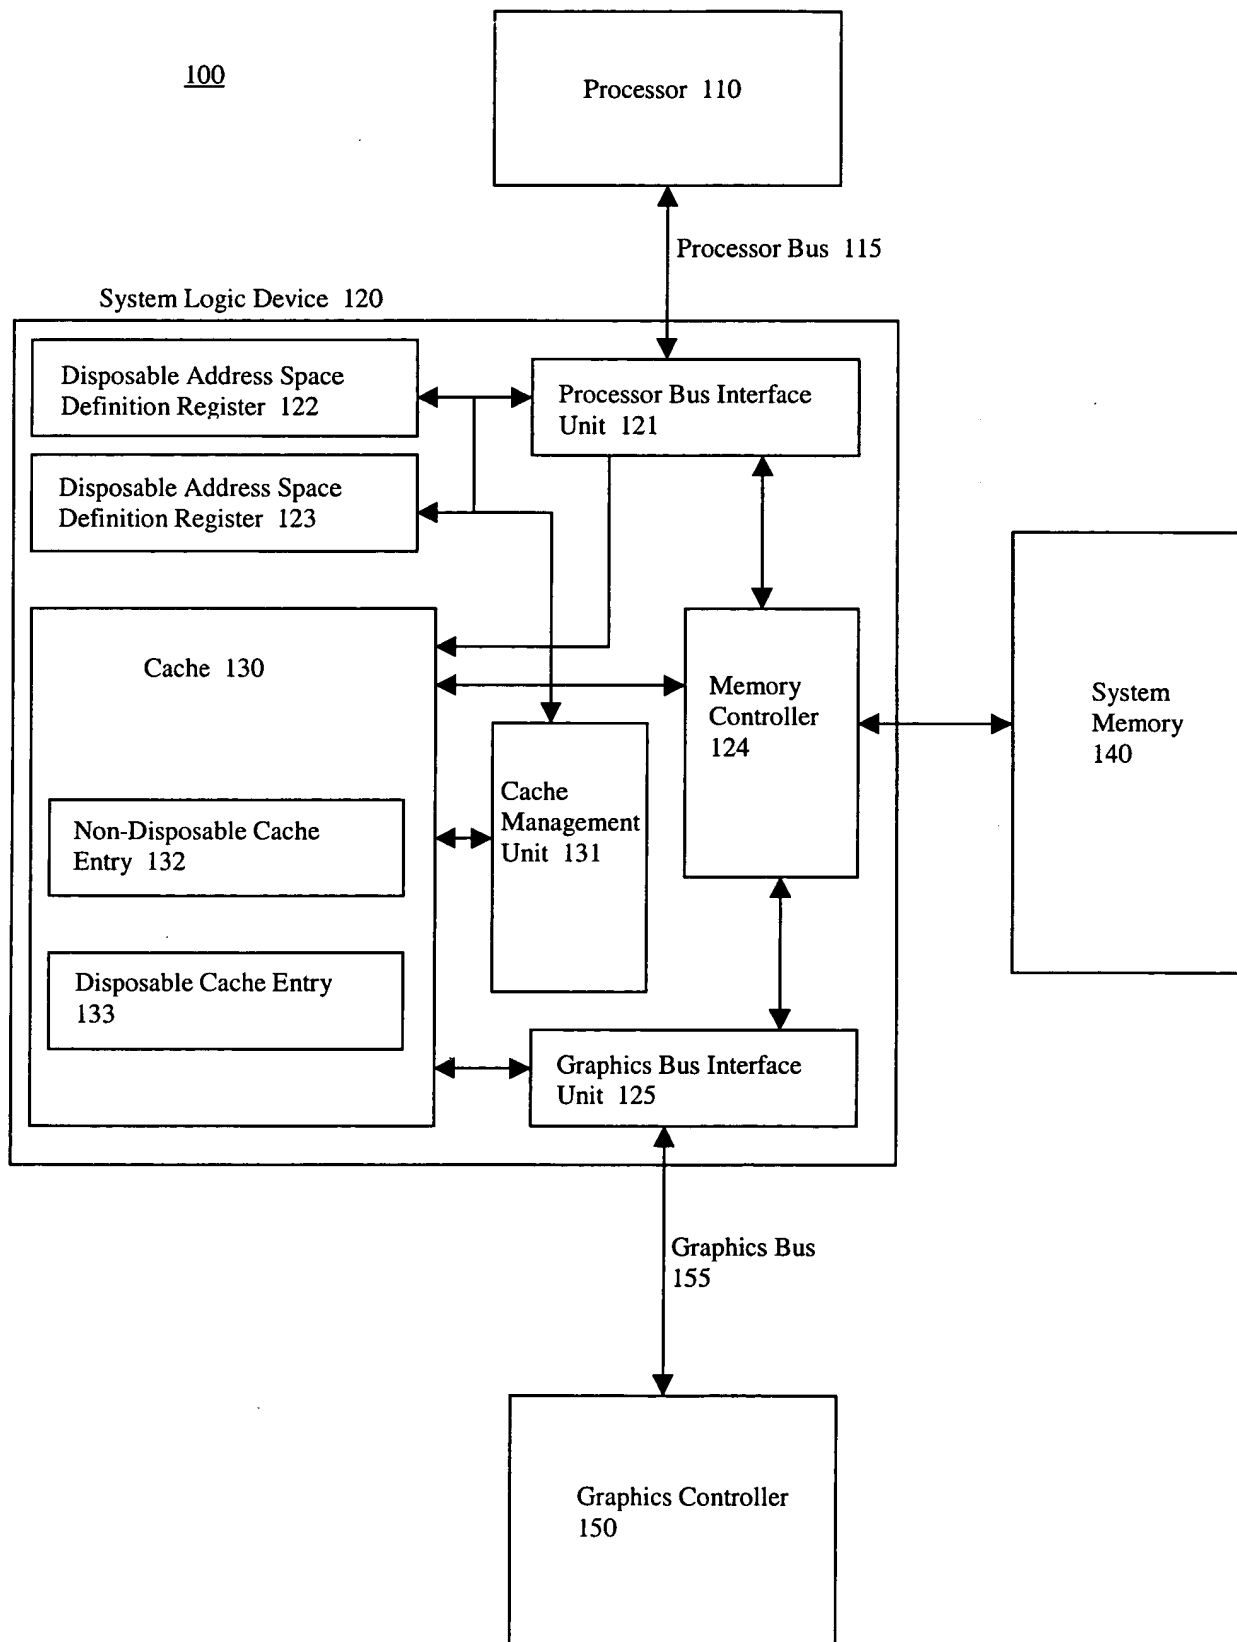 100
Processor 110
Processor Bus 115
System Logic Device 120
Disposable Address Space
Definition Register 122
Processor Bus Interface
Unit 121
Disposable Address Space
Definition Register 123
Cache 130
Memory
Controller
124
System
Memory
140
Cache
Management
Unit 131
Non-Disposable Cache
Entry 132
Disposable Cache Entry
133
Graphics Bus Interface
Unit 125
Graphics Bus
155
Graphics Controller
150